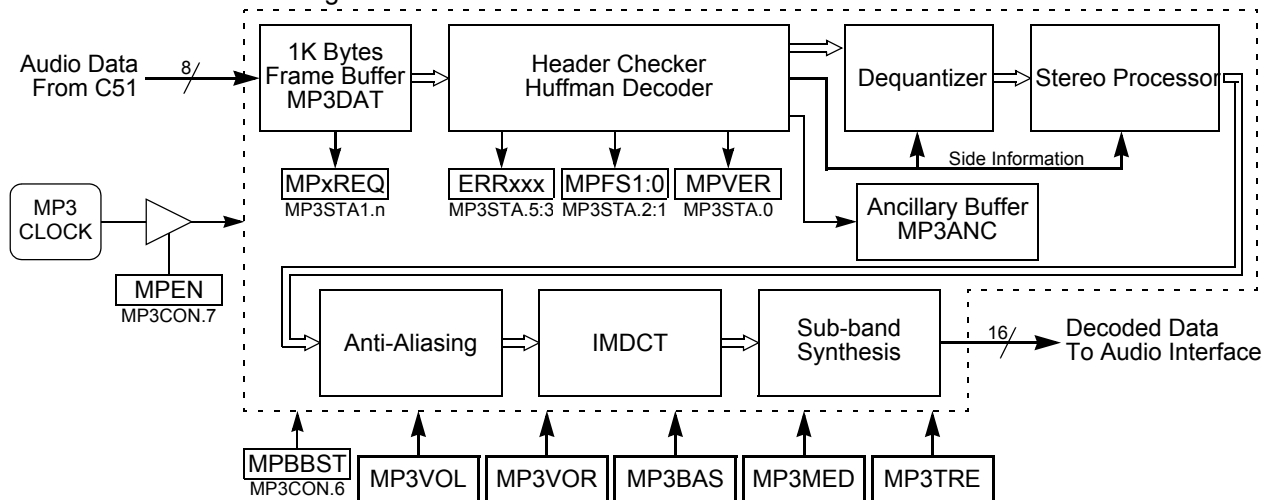 Audio Data
From C51
8
1K Bytes
Frame Buffer
MP3DAT
Header Checker
Huffman Decoder
Dequantizer
Stereo Processor
Side Information
MPxREQ
MP3STA1.n
ERRxxx
MP3STA.5:3
MPFS1:0
MP3STA.2:1
MPVER
MP3STA.0
Ancillary Buffer
MP3ANC
MP3
CLOCK
MPEN
MP3CON.7
Anti-Aliasing
IMDCT
Sub-band
Synthesis
16
Decoded Data
To Audio Interface
MPBBST
MP3CON.6
MP3VOL
MP3VOR
MP3BAS
MP3MED
MP3TRE